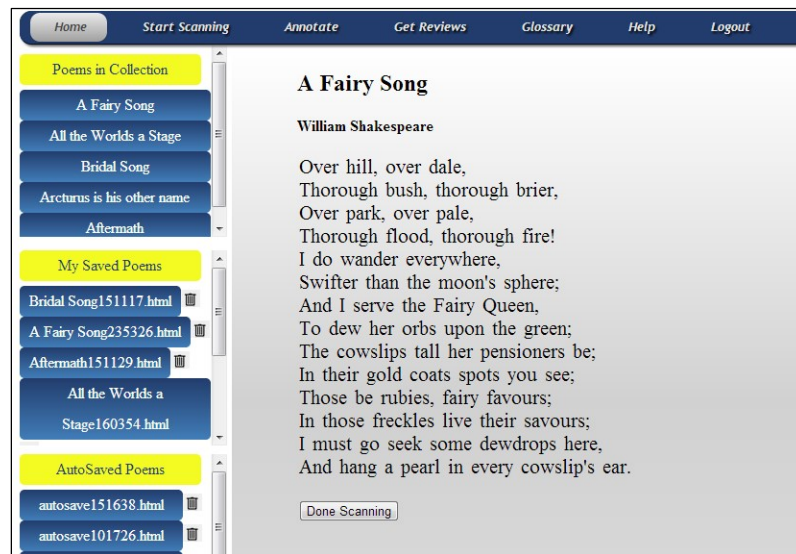 Home Start Scanning Annotate Get Reviews Glossary Help Logout
Poems in Collection
A Fairy Song
All the Worlds a Stage
Bridal Song
Arcturus is his other name
Aftermath
My Saved Poems
Bridal Song151117.html
A Fairy Song235326.html
Aftermath151129.html
All the Worlds a
Stage160354.html
AutoSaved Poems
autosave151638.html
autosave101726.html
A Fairy Song
William Shakespeare
Over hill, over dale,
Thorough bush, thorough brier,
Over park, over pale,
Thorough flood, thorough fire!
I do wander everywhere,
Swifter than the moon's sphere;
And I serve the Fairy Queen,
To dew her orbs upon the green;
The cowslips tall her pensioners be;
In their gold coats spots you see;
Those be rubies, fairy favours;
In those freckles live their savours;
I must go seek some dewdrops here,
And hang a pearl in every cowslip's ear.
Done Scanning